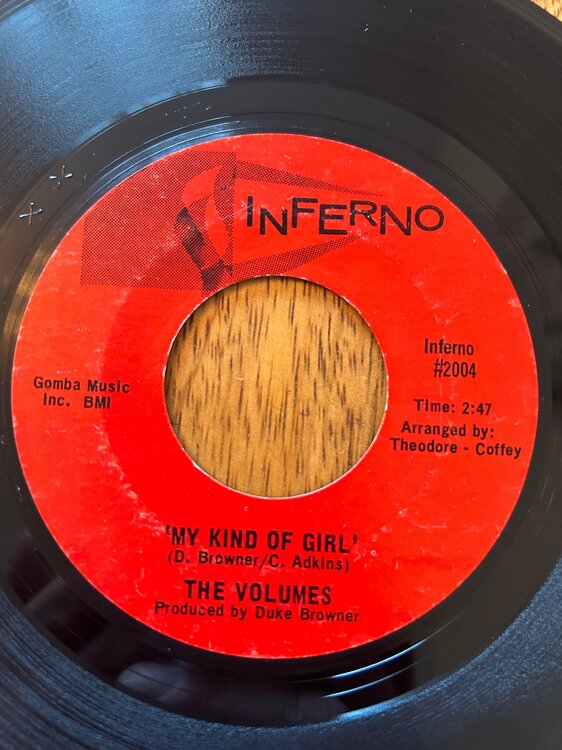 INFERNO
Inferno
#2004
Gomba Music
Inc. BMI
Time: 2:47
Arranged by:
Theodore - Coffey
'MY KIND OF GIRL'
(D. Browner/C. Adkins)
THE VOLUMES
Produced by Duke Browner